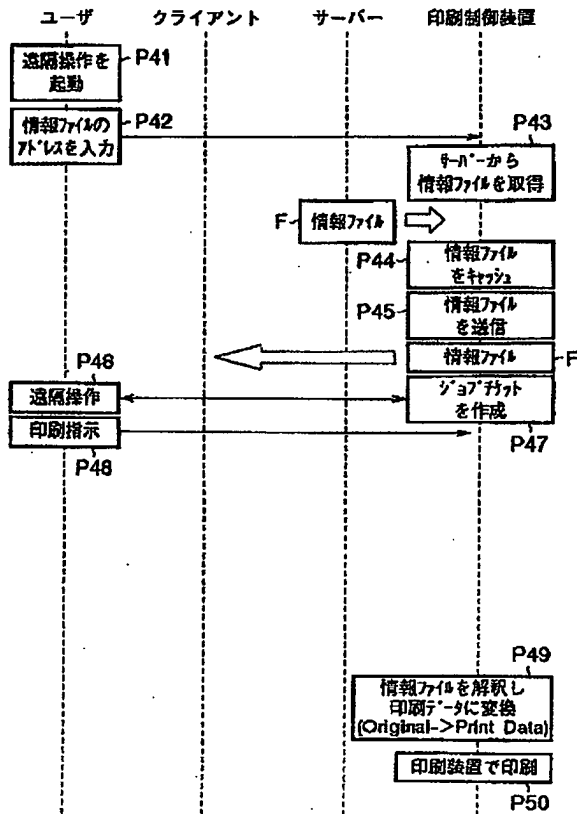 ユーザ クライアント サーバー 印刷制御装置
遠隔操作を
起動
P41
情報ファイルの
アドレスを入力
P42
P43
サーバーから
情報ファイルを取得
F 情報ファイル
P44
情報ファイル
をキャッシュ
P45
情報ファイル
を送信
情報ファイル F
P48
遠隔操作
ジョブチケット
を作成
P47
印刷指示
P48
P49
情報ファイルを解釈し
印刷データに変換
(Original->Print Data)
印刷装置で印刷
P50